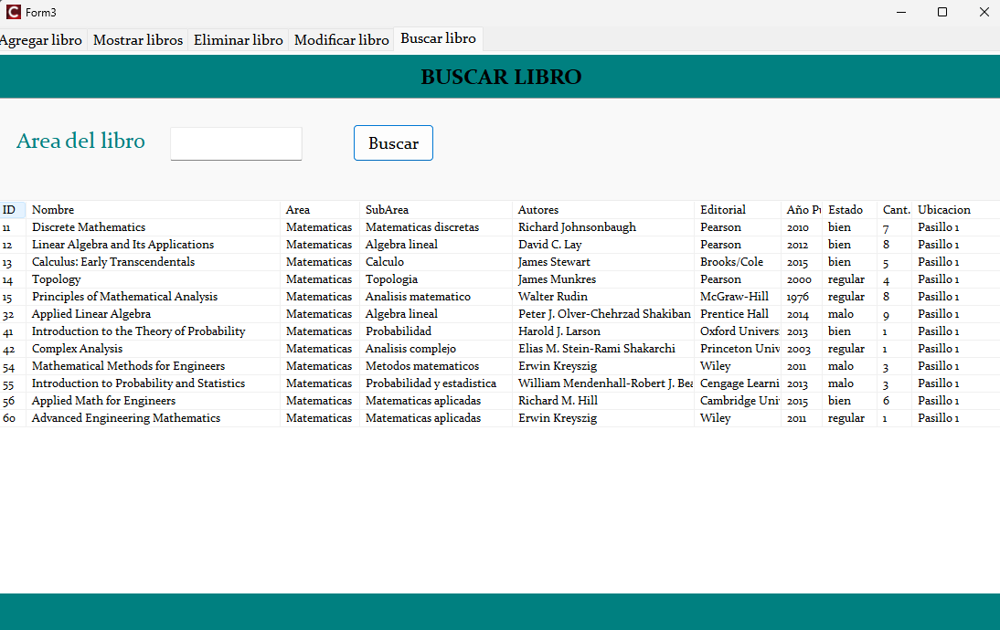 C Form3
Agregar libro Mostrar libros Eliminar libro Modificar libro Buscar libro
BUSCAR LIBRO
Area del libro Buscar
ID Nombre Area SubArea Autores Editorial Año Pu Estado Cant. Ubicacion
11 Discrete Mathematics Matematicas Matematicas discretas Richard Johnsonbaugh Pearson 2010 bien 7 Pasillo 1
12 Linear Algebra and Its Applications Matematicas Algebra lineal David C. Lay Pearson 2012 bien 8 Pasillo 1
13 Calculus: Early Transcendentals Matematicas Calculo James Stewart Brooks/Cole 2015 bien 5 Pasillo 1
14 Topology Matematicas Topologia James Munkres Pearson 2000 regular 4 Pasillo 1
15 Principles of Mathematical Analysis Matematicas Analisis matematico Walter Rudin McGraw-Hill 1976 regular 8 Pasillo 1
32 Applied Linear Algebra Matematicas Algebra lineal Peter J. Olver-Chehrzad Shakiban Prentice Hall 2014 malo 9 Pasillo 1
41 Introduction to the Theory of Probability Matematicas Probabilidad Harold J. Larson Oxford Univers 2013 bien 1 Pasillo 1
42 Complex Analysis Matematicas Analisis complejo Elias M. Stein-Rami Shakarchi Princeton Univ 2003 regular 1 Pasillo 1
54 Mathematical Methods for Engineers Matematicas Metodos matematicos Erwin Kreyszig Wiley 2011 malo 3 Pasillo 1
55 Introduction to Probability and Statistics Matematicas Probabilidad y estadistica William Mendenhall-Robert J. Bea Cengage Learni 2013 malo 3 Pasillo 1
56 Applied Math for Engineers Matematicas Matematicas aplicadas Richard M. Hill Cambridge Uni 2015 bien 6 Pasillo 1
60 Advanced Engineering Mathematics Matematicas Matematicas aplicadas Erwin Kreyszig Wiley 2011 regular 1 Pasillo 1